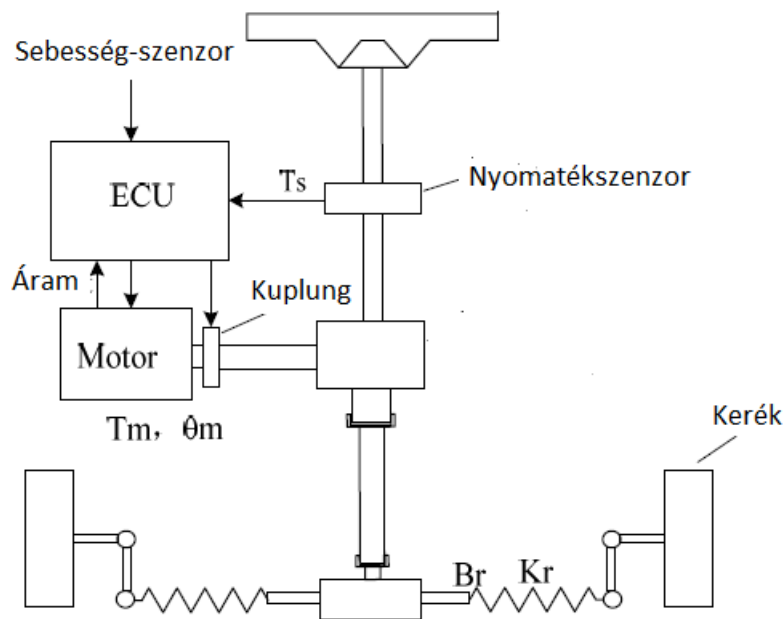 Sebesség-szenzor
ECU
Ts
Nyomatékszenzor
Áram
Kuplung
Motor
Tm, θm
Kerék
Br
Kr